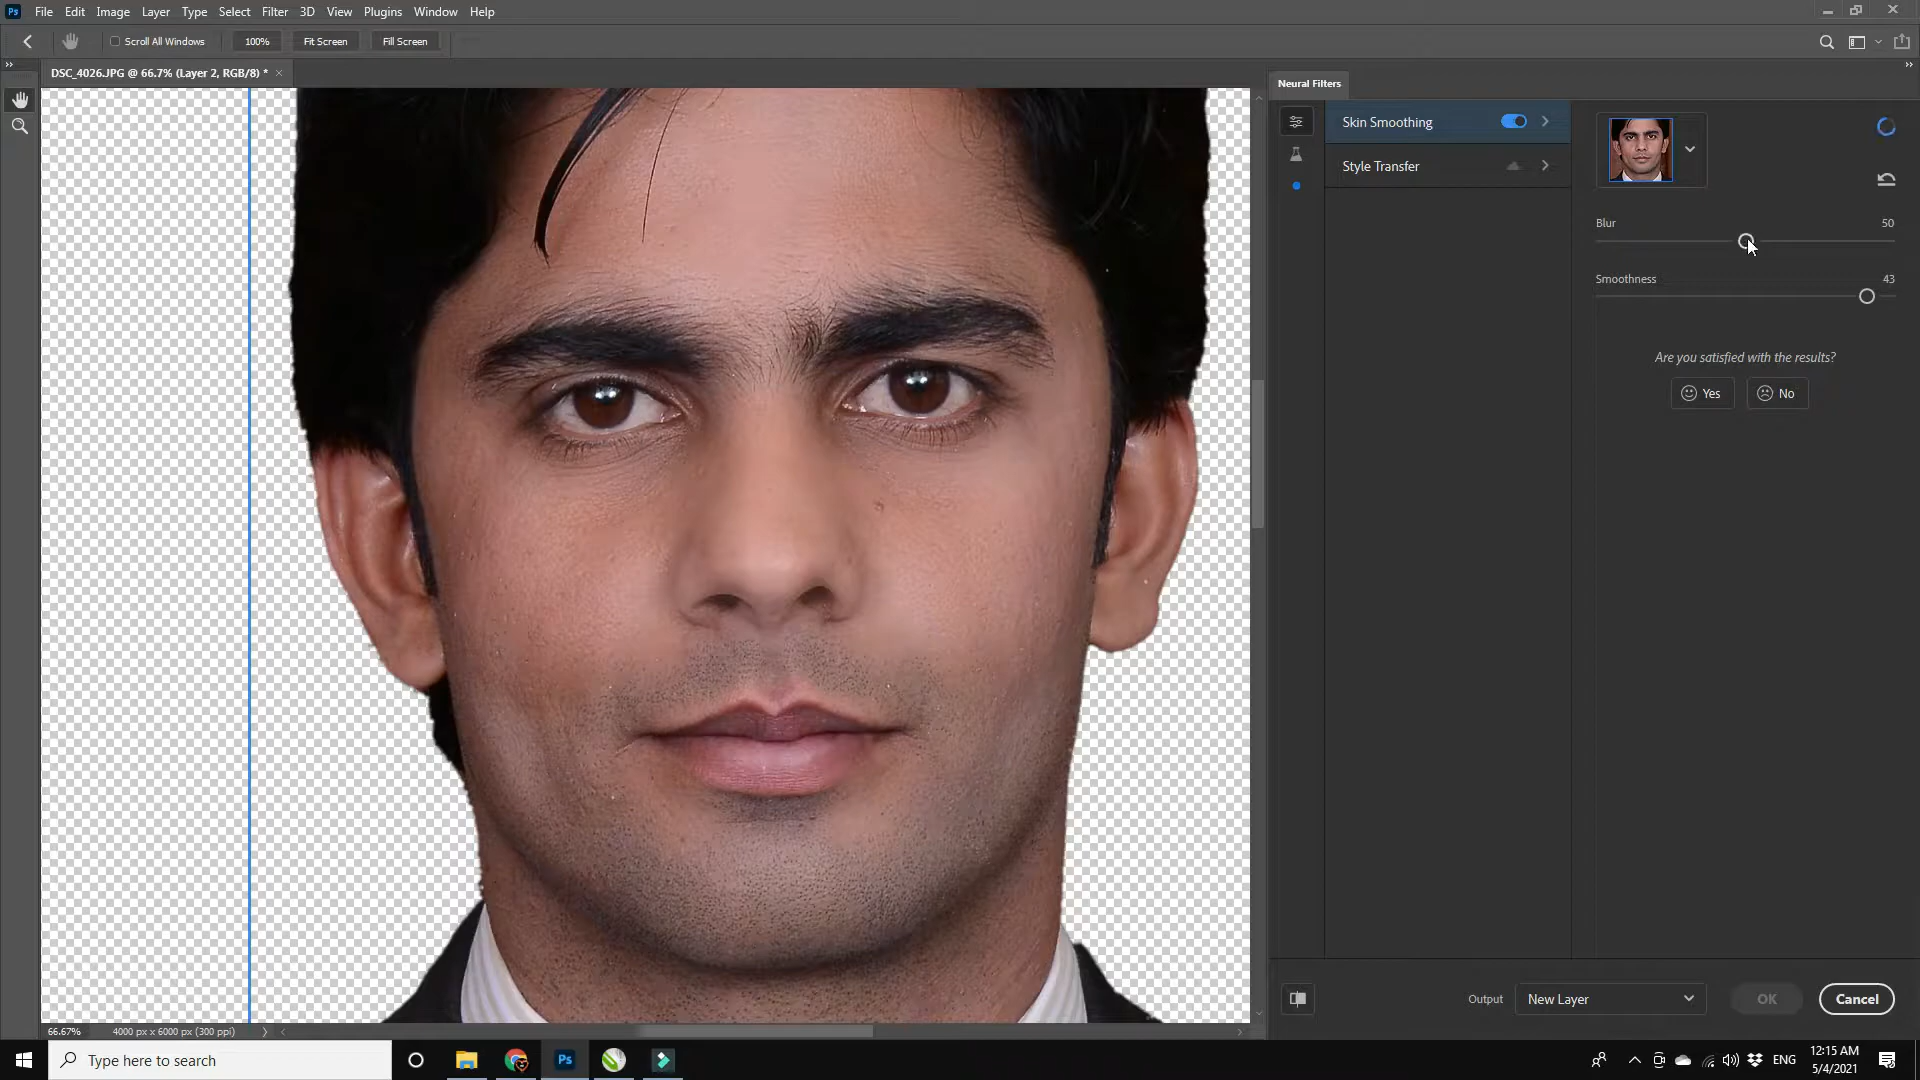 Ps File Edit Image Layer Type Select Filter 3D View Plugins Window Help
Scroll All Windows 100% Fit Screen Fill Screen
DSC_4026.JPG @ 66.7% (Layer 2, RGB/8) * ×
Neural Filters
Skin Smoothing
Style Transfer
Blur 50
Smoothness 43
Are you satisfied with the results?
Yes No
Output New Layer OK Cancel
66.67% 4000 px x 6000 px (300 ppi)
Type here to search
Ps
ENG
12:15 AM
5/4/2021